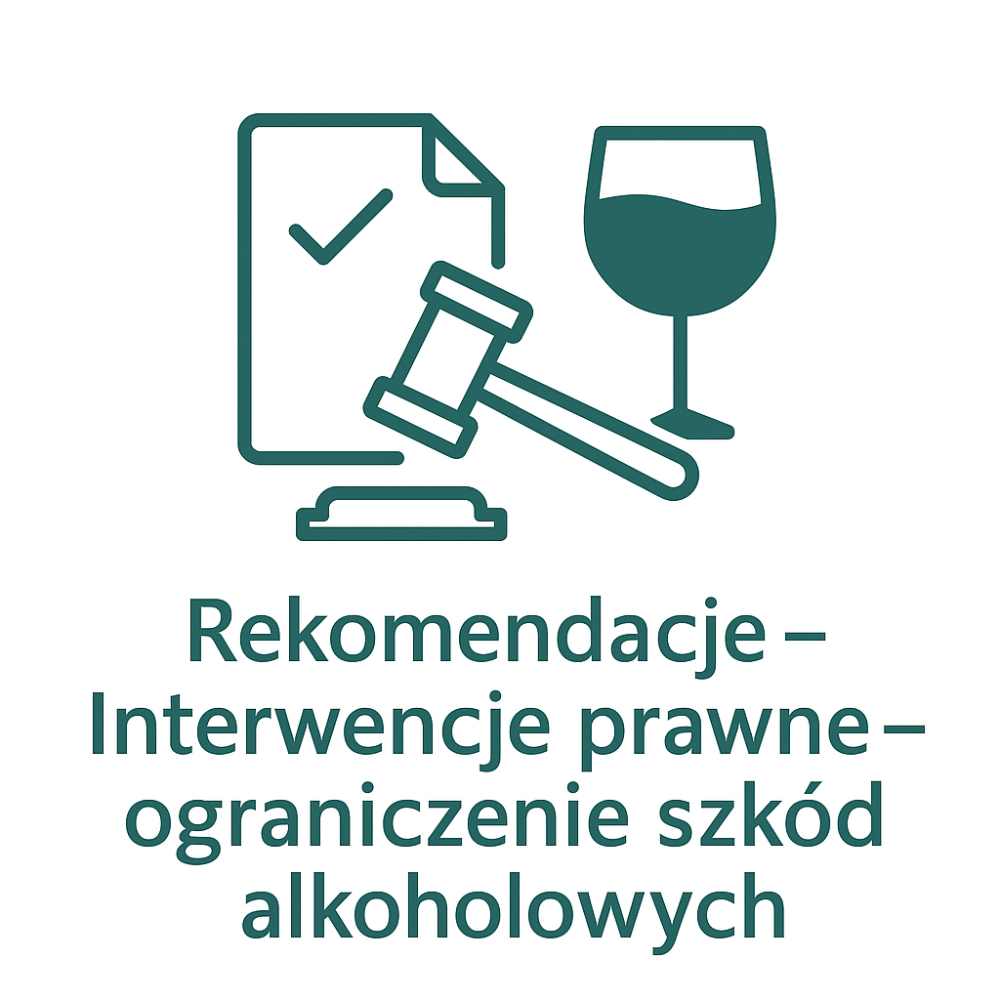 Rekomendacje –
Interwencje prawne –
ograniczenie szkód
alkoholowych